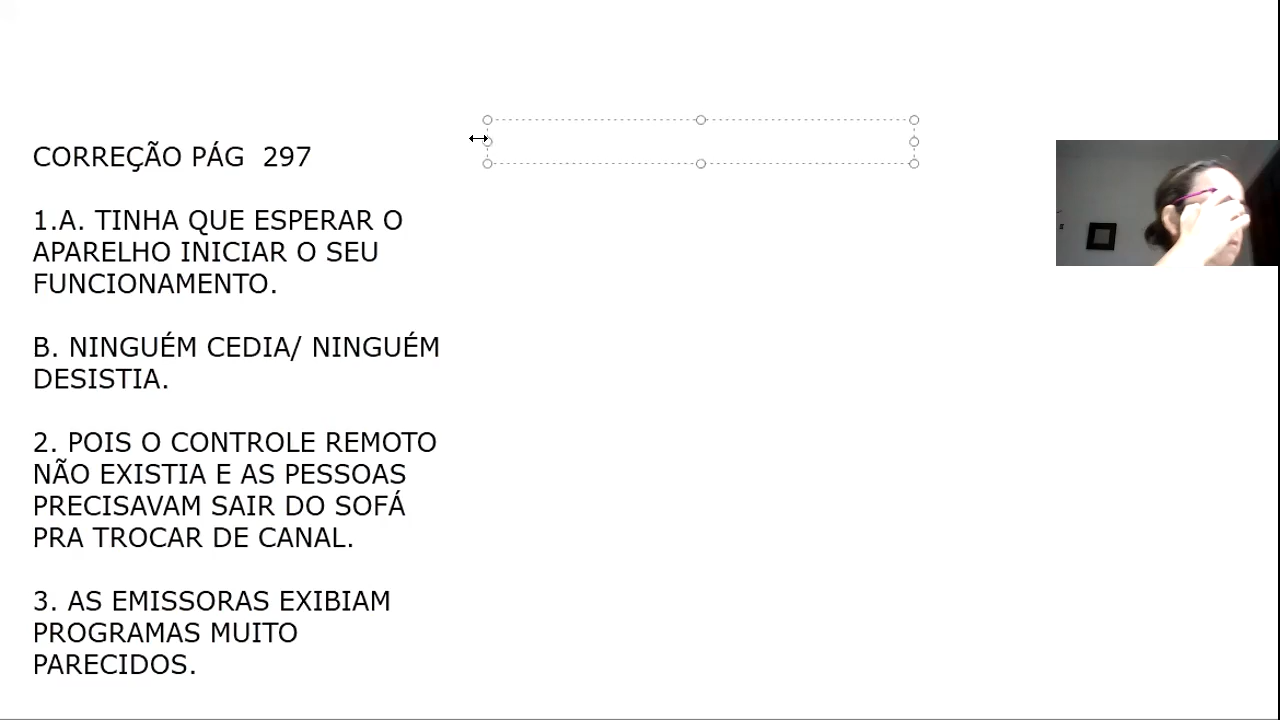 CORREÇÃO PÁG  297
1.A. TINHA QUE ESPERAR O
APARELHO INICIAR O SEU
FUNCIONAMENTO.
B. NINGUÉM CEDIA/ NINGUÉM
DESISTIA.
2. POIS O CONTROLE REMOTO
NÃO EXISTIA E AS PESSOAS
PRECISAVAM SAIR DO SOFÁ
PRA TROCAR DE CANAL.
3. AS EMISSORAS EXIBIAM
PROGRAMAS MUITO
PARECIDOS.